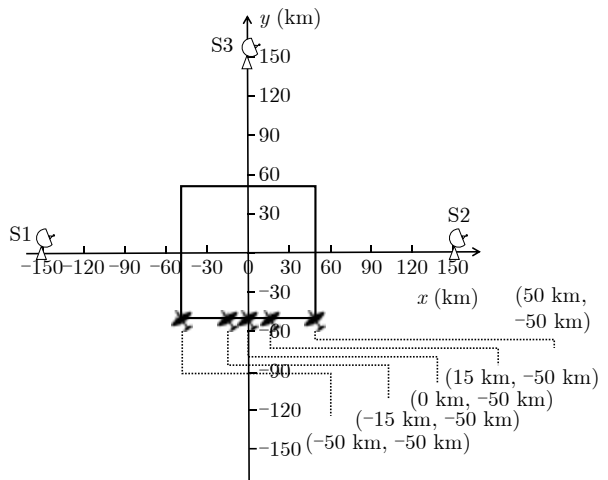 y (km)
S3
150
120
90
60
30
S1
S2
−150 −120 −90 −60 −30 0 30 60 90 120 150
−30
x (km)
(50 km,
−50 km)
−60
−90
(15 km, −50 km)
(0 km, −50 km)
−120
(−15 km, −50 km)
−150
(−50 km, −50 km)